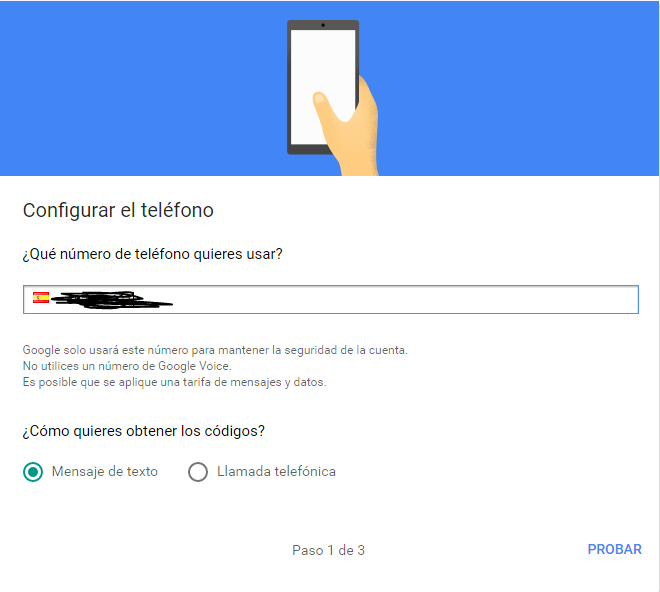 Configurar el teléfono
¿Qué número de teléfono quieres usar?
Google solo usará este número para mantener la seguridad de la cuenta.
No utilices un número de Google Voice.
Es posible que se aplique una tarifa de mensajes y datos.
¿Cómo quieres obtener los códigos?
Mensaje de texto Llamada telefónica
Paso 1 de 3 PROBAR